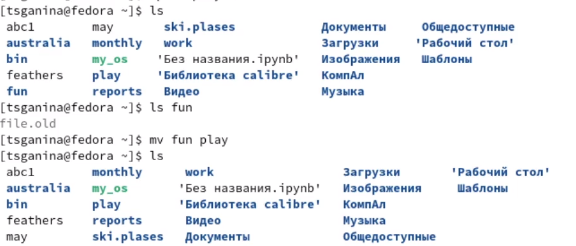 [tsganina@fedora ~]$ ls
abc1 may ski.plases Документы Общедоступные
australia monthly work Загрузки 'Рабочий стол'
bin my_os 'Без названия.ipynb' Изображения Шаблоны
feathers play 'Библиотека calibre' КомпАл
fun reports Видео Музыка
[tsganina@fedora ~]$ ls fun
file.old
[tsganina@fedora ~]$ mv fun play
[tsganina@fedora ~]$ ls
abc1 monthly work Загрузки 'Рабочий стол'
australia my_os 'Без названия.ipynb' Изображения Шаблоны
bin play 'Библиотека calibre' КомпАл
feathers reports Видео Музыка
may ski.plases Документы Общедоступные